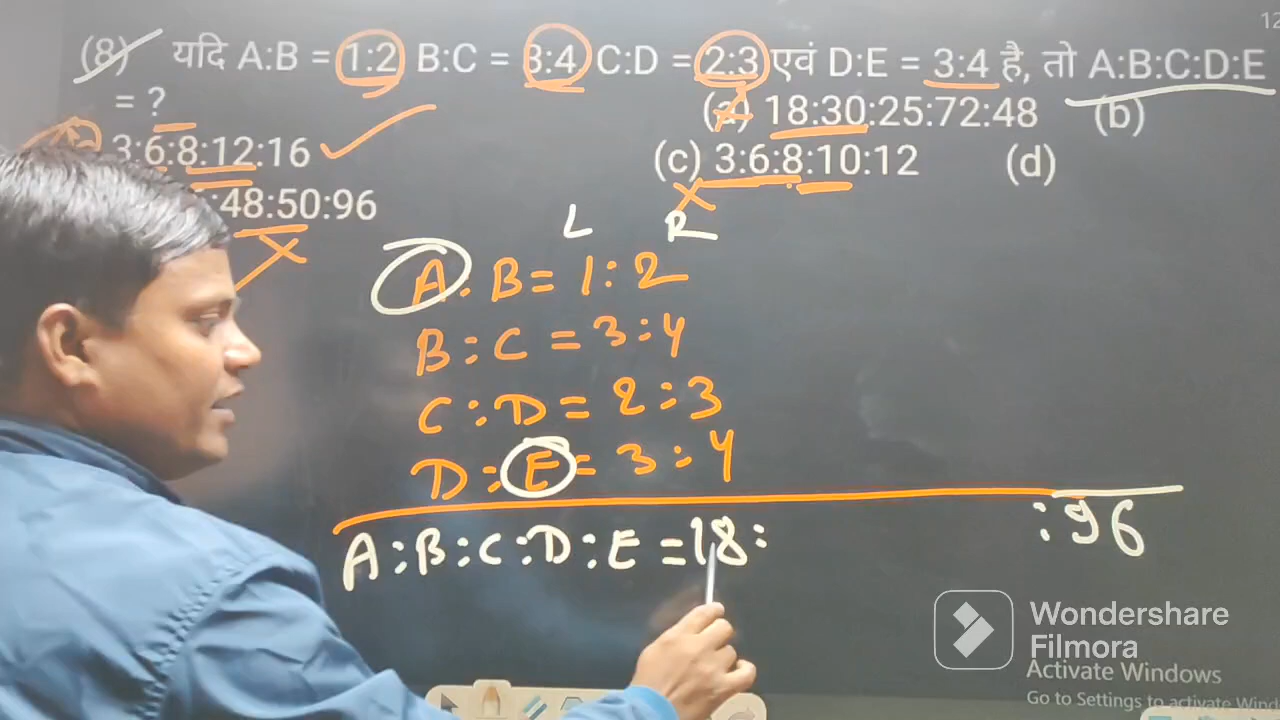 12
(8) यदि A:B = 1:2 B:C = 3:4 C:D = 2:3 एवं D:E = 3:4 है, तो A:B:C:D:E
= ? (a) 18:30:25:72:48 (b)
3:6:8:12:16 (c) 3:6:8:10:12 (d)
:48:50:96
L R
A:B = 1:2
B:C = 3:4
C:D = 2:3
D:E = 3:4
A:B:C:D:E = 18: :96
Wondershare
Filmora
Activate Windows
Go to Settings to activate Win